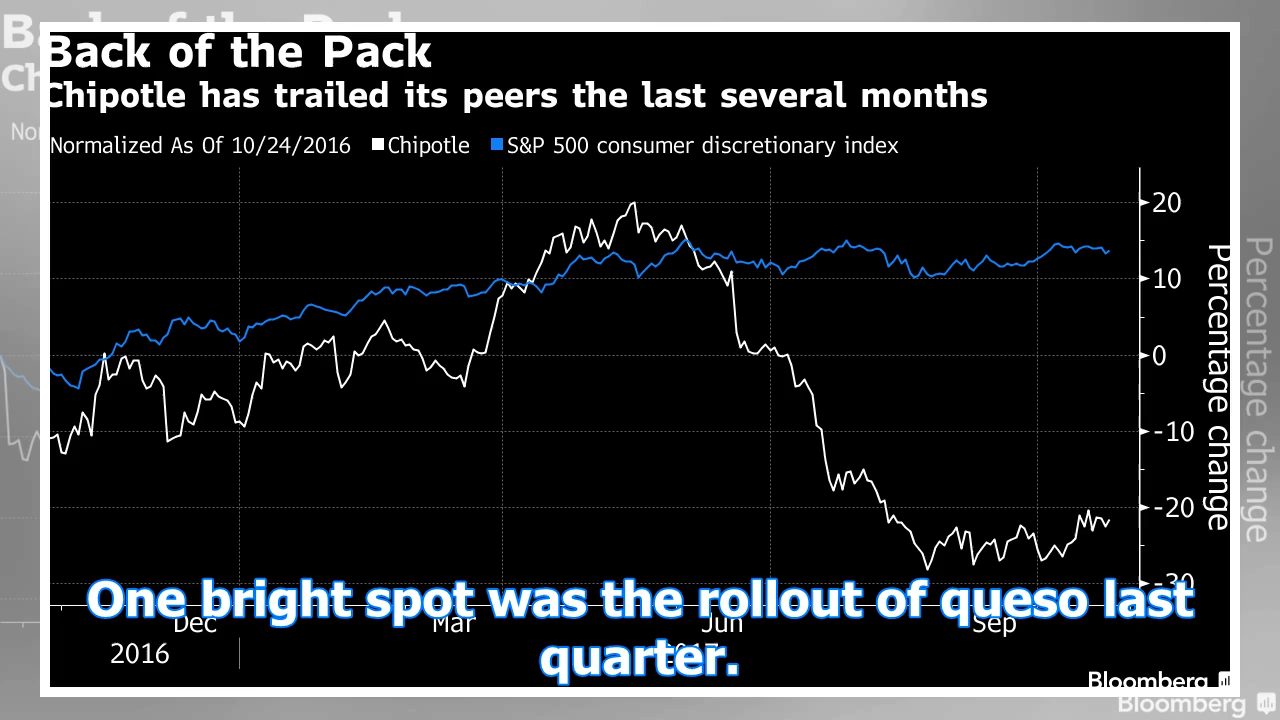 Back of the Pack
Chipotle has trailed its peers the last several months
Normalized As Of 10/24/2016 Chipotle S&P 500 consumer discretionary index
20
10
0
-10
-20
-30
Percentage change
Percentage change
One bright spot was the rollout of queso last
quarter.
Dec Mar Jun Sep
2016
Bloomberg
Bloomberg